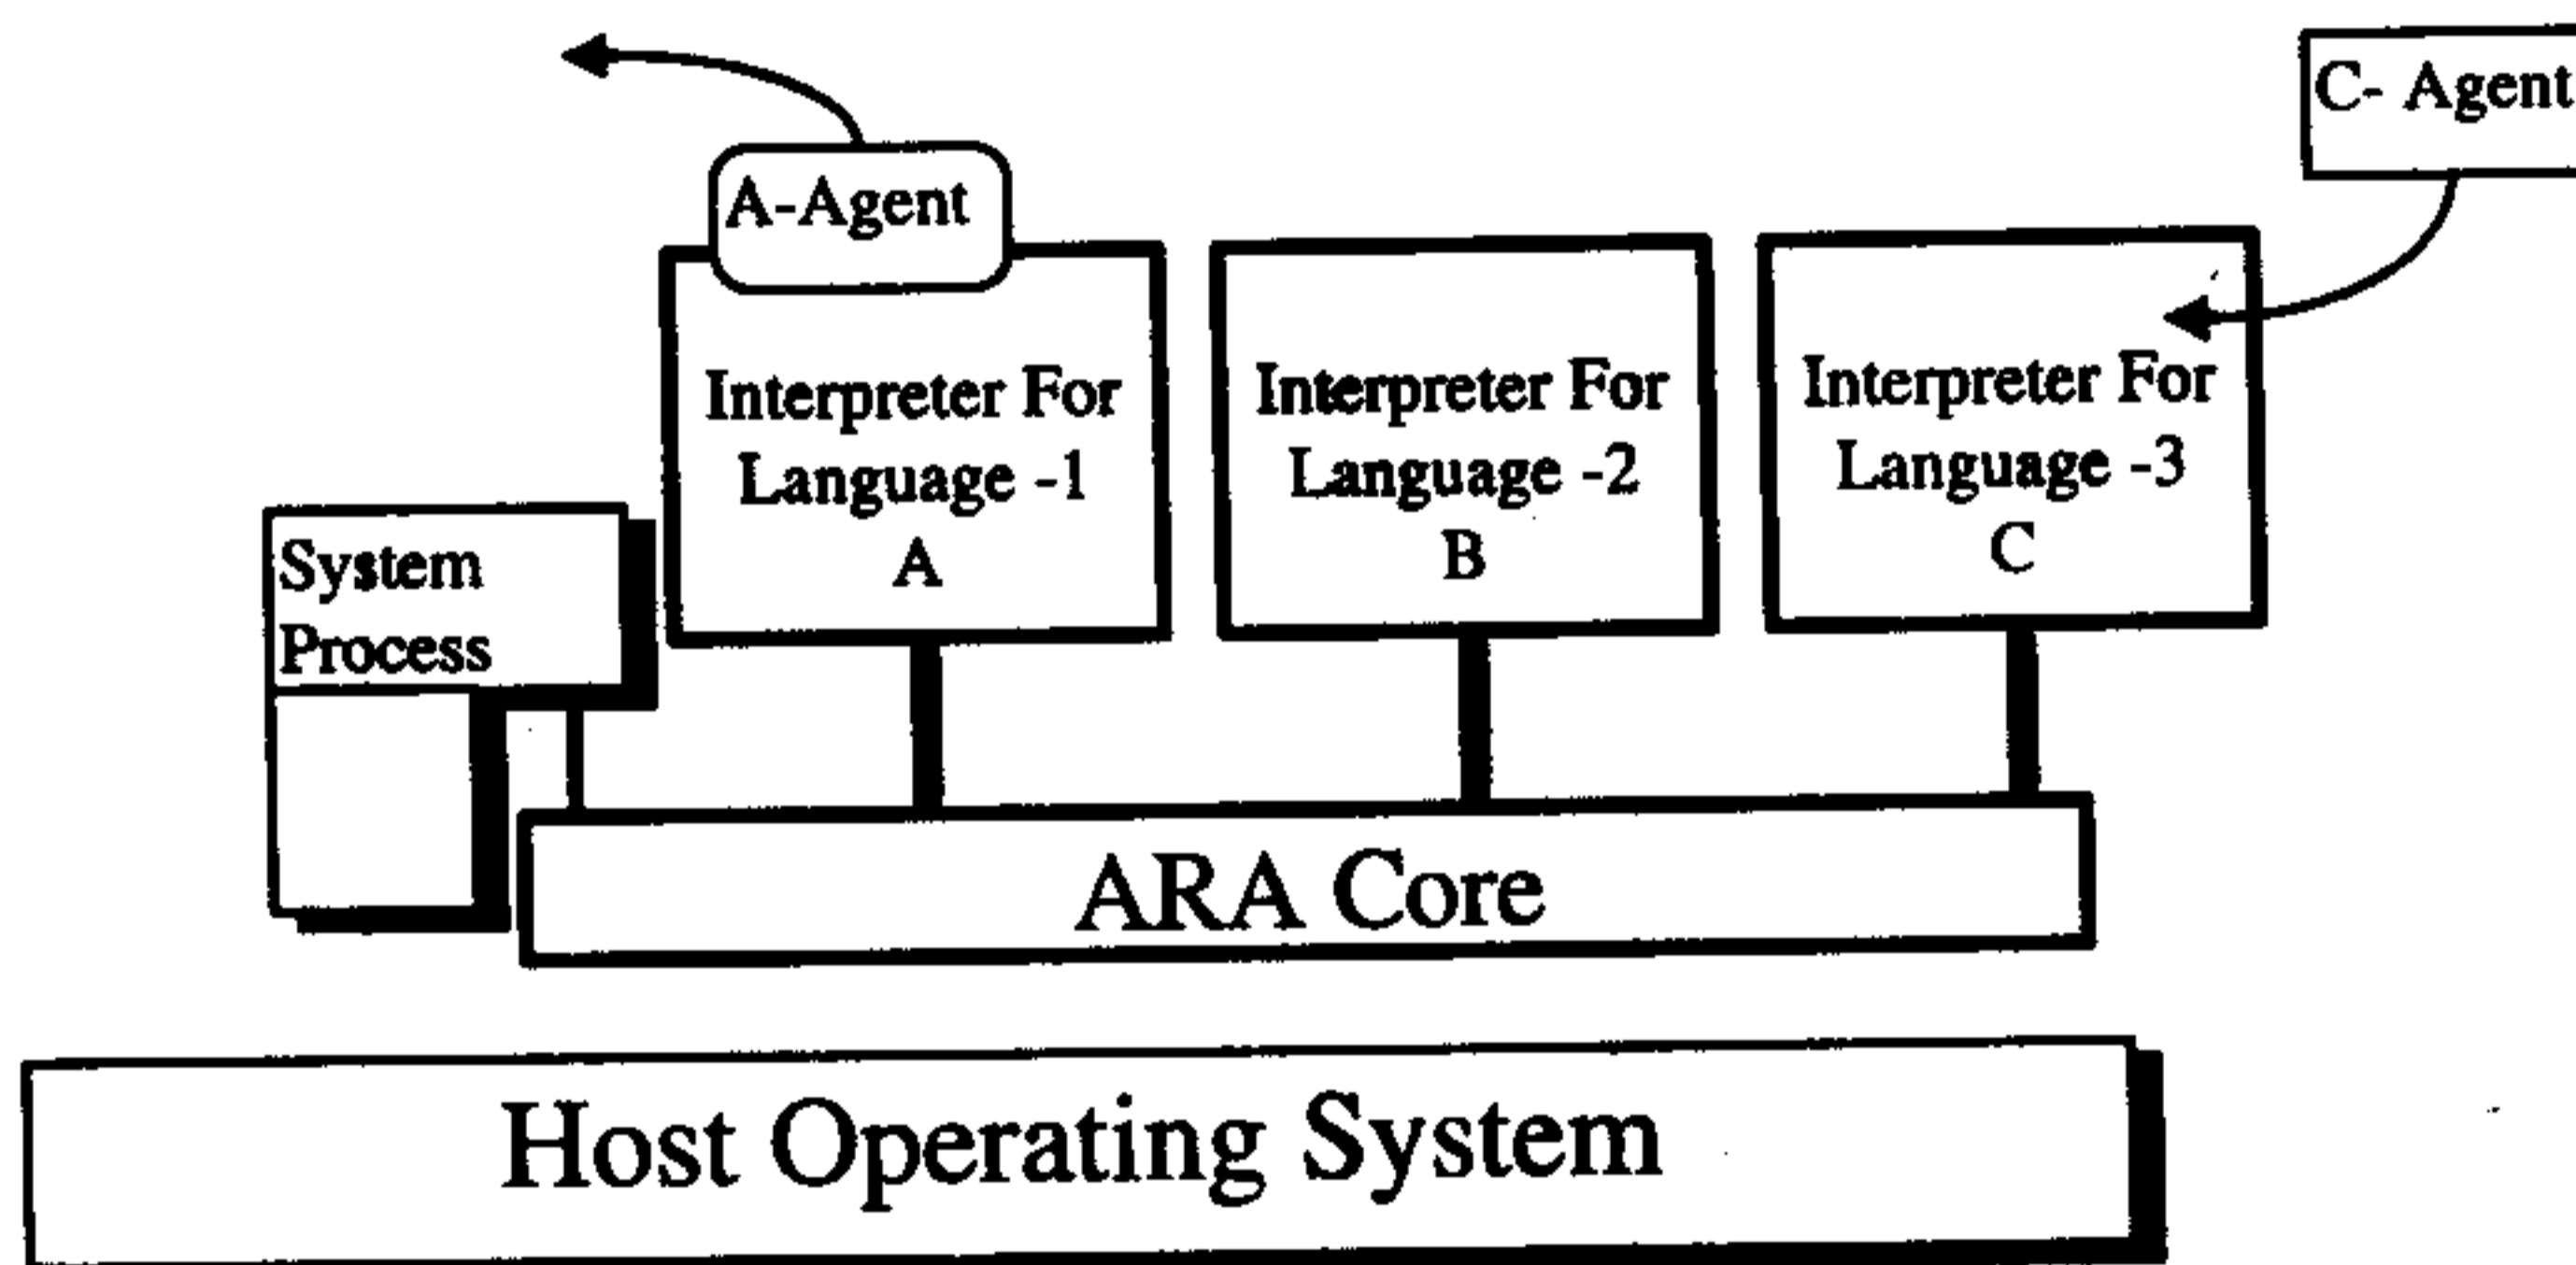 C- Agent
A-Agent
Interpreter For
Language -1
A
Interpreter For
Language -2
B
Interpreter For
Language -3
C
System
Process
ARA Core
Host Operating System